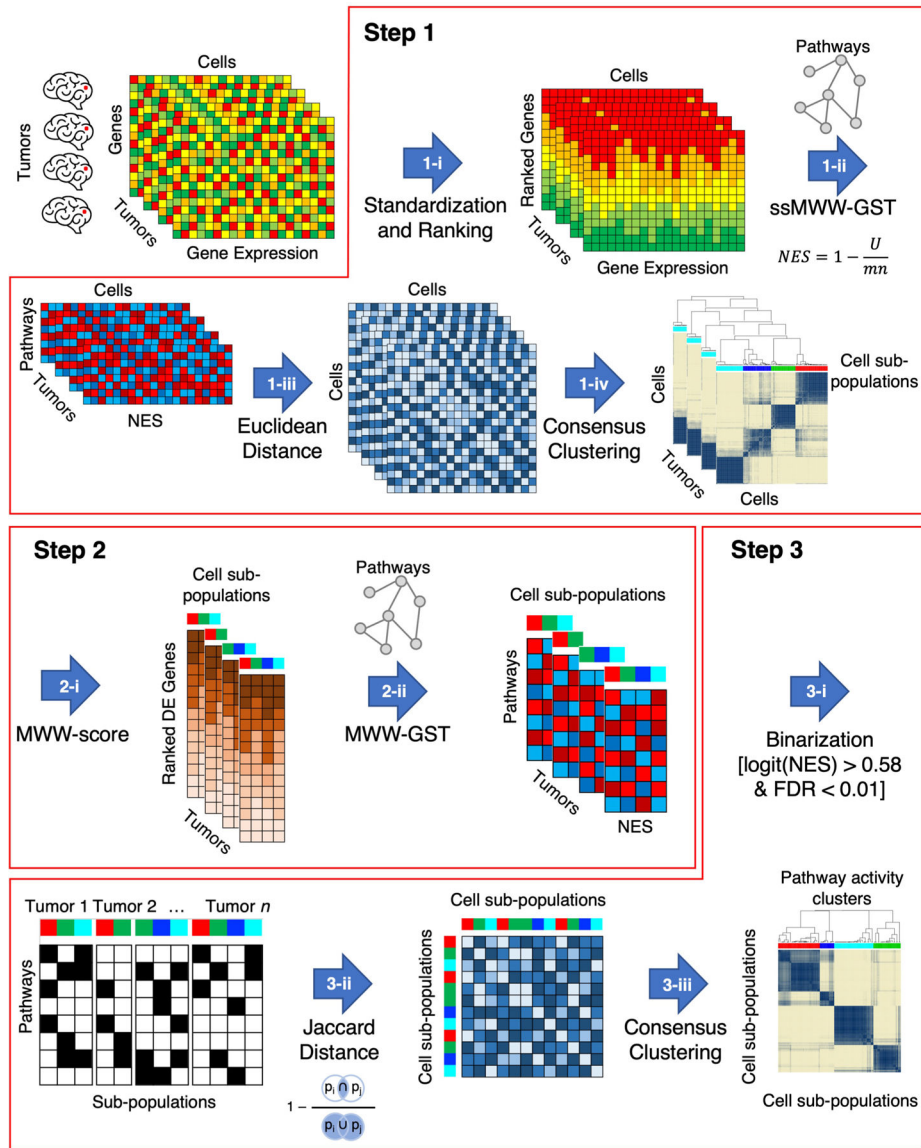 Step 1
Tumors
Cells
Genes
Tumors
Gene Expression
1-i
Standardization
and Ranking
Cells
Ranked Genes
Tumors
Gene Expression
Pathways
1-ii
ssMWW-GST
NES = 1 - U
mn
Cells
Pathways
Tumors
NES
1-iii
Euclidean
Distance
Cells
Cells
1-iv
Consensus
Clustering
Cells
Tumors
Cells
Cell sub-
populations
Step 2
2-i
MWW-score
Cell sub-
populations
Ranked DE Genes
Tumors
Pathways
2-ii
MWW-GST
Cell sub-populations
Pathways
Tumors
NES
Step 3
3-i
Binarization
[logit(NES) > 0.58
& FDR < 0.01]
Tumor 1 Tumor 2 ... Tumor n
Pathways
Sub-populations
3-ii
Jaccard
Distance
1 - pi ∩ pj
pi ∪ pj
Cell sub-populations
Cell sub-populations
3-iii
Consensus
Clustering
Pathway activity
clusters
Cell sub-populations
Cell sub-populations